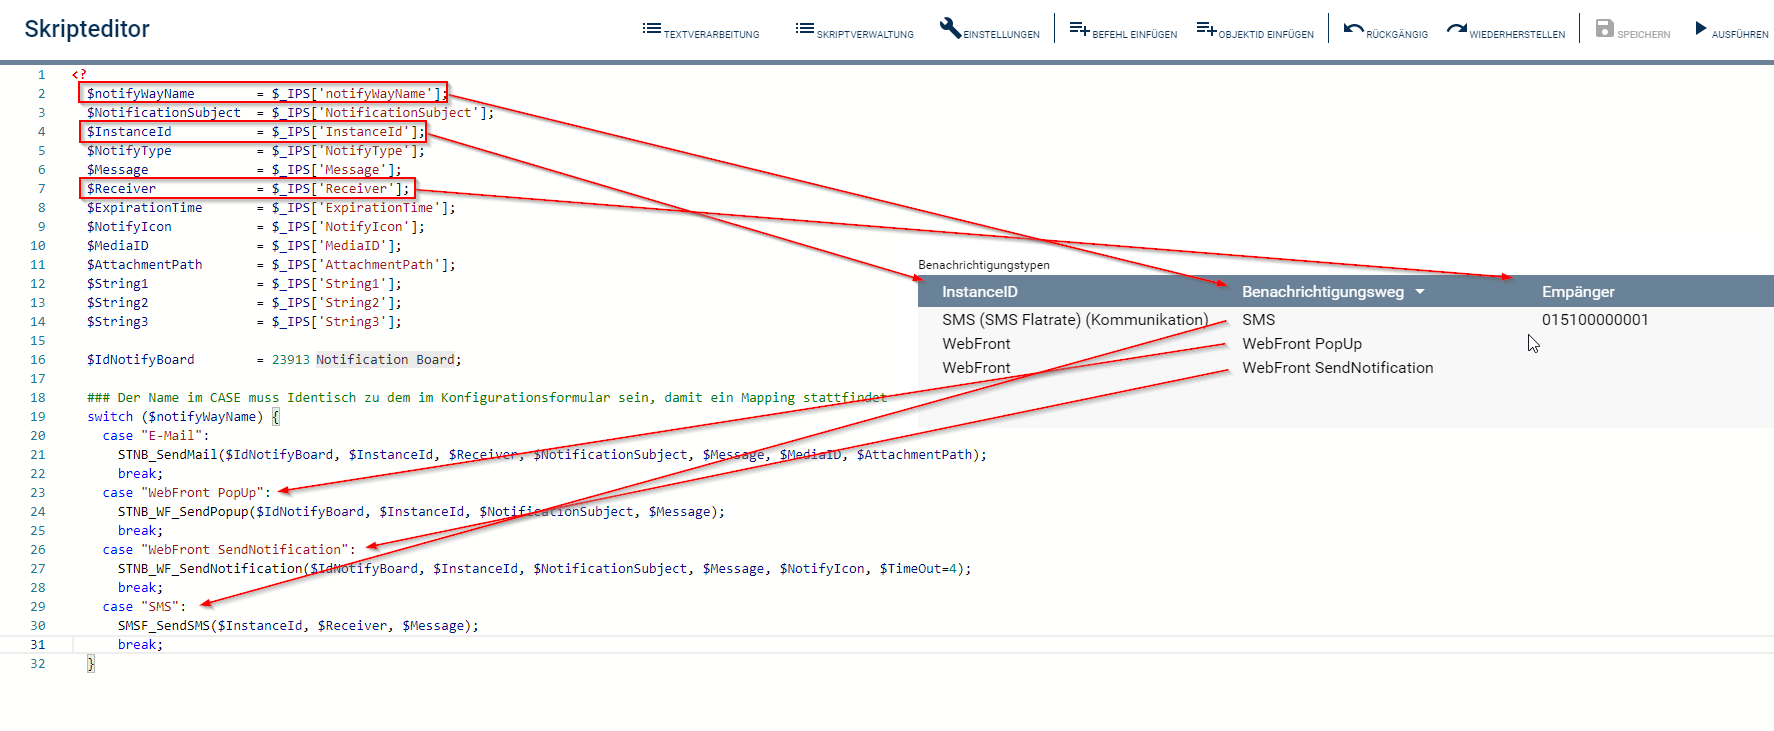 Skripteditor
TEXTVERARBEITUNG
SKRIPTVERWALTUNG
EINSTELLUNGEN
BEFEHL EINFÜGEN
OBJEKTID EINFÜGEN
RÜCKGÄNGIG
WIEDERHERSTELLEN
SPEICHERN
AUSFÜHREN
1 <?
2 $notifyWayName = $_IPS['notifyWayName'];
3 $NotificationSubject = $_IPS['NotificationSubject'];
4 $InstanceId = $_IPS['InstanceId'];
5 $NotifyType = $_IPS['NotifyType'];
6 $Message = $_IPS['Message'];
7 $Receiver = $_IPS['Receiver'];
8 $ExpirationTime = $_IPS['ExpirationTime'];
9 $NotifyIcon = $_IPS['NotifyIcon'];
10 $MediaID = $_IPS['MediaID'];
11 $AttachmentPath = $_IPS['AttachmentPath'];
12 $String1 = $_IPS['String1'];
13 $String2 = $_IPS['String2'];
14 $String3 = $_IPS['String3'];
15
16 $IdNotifyBoard = 23913 Notification Board;
17
18 ### Der Name im CASE muss Identisch zu dem im Konfigurationsformular sein, damit ein Mapping stattfindet
19 switch ($notifyWayName) {
20 case "E-Mail":
21 STNB_SendMail($IdNotifyBoard, $InstanceId, $Receiver, $NotificationSubject, $Message, $MediaID, $AttachmentPath);
22 break;
23 case "WebFront PopUp":
24 STNB_WF_SendPopup($IdNotifyBoard, $InstanceId, $NotificationSubject, $Message);
25 break;
26 case "WebFront SendNotification":
27 STNB_WF_SendNotification($IdNotifyBoard, $InstanceId, $NotificationSubject, $Message, $NotifyIcon, $TimeOut=4);
28 break;
29 case "SMS":
30 SMSF_SendSMS($InstanceId, $Receiver, $Message);
31 break;
32 }
Benachrichtigungstypen
InstanceID Benachrichtigungsweg Empänger
SMS (SMS Flatrate) (Kommunikation) SMS 015100000001
WebFront WebFront PopUp
WebFront WebFront SendNotification